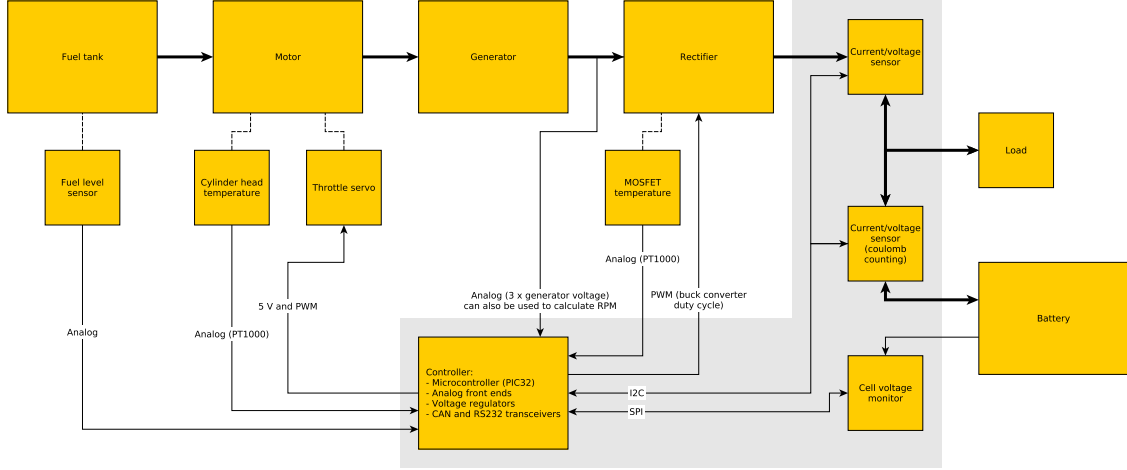 Fuel tank
Motor
Generator
Rectifier
Current/voltage
sensor
Fuel level
sensor
Cylinder head
temperature
Throttle servo
MOSFET
temperature
Load
Current/voltage
sensor
(coulomb
counting)
Analog (PT1000)
Analog (3 x generator voltage)
can also be used to calculate RPM
PWM (buck converter
duty cycle)
5 V and PWM
Analog
Analog (PT1000)
Battery
Controller:
- Microcontroller (PIC32)
- Analog front ends
- Voltage regulators
- CAN and RS232 transceivers
I2C
SPI
Cell voltage
monitor